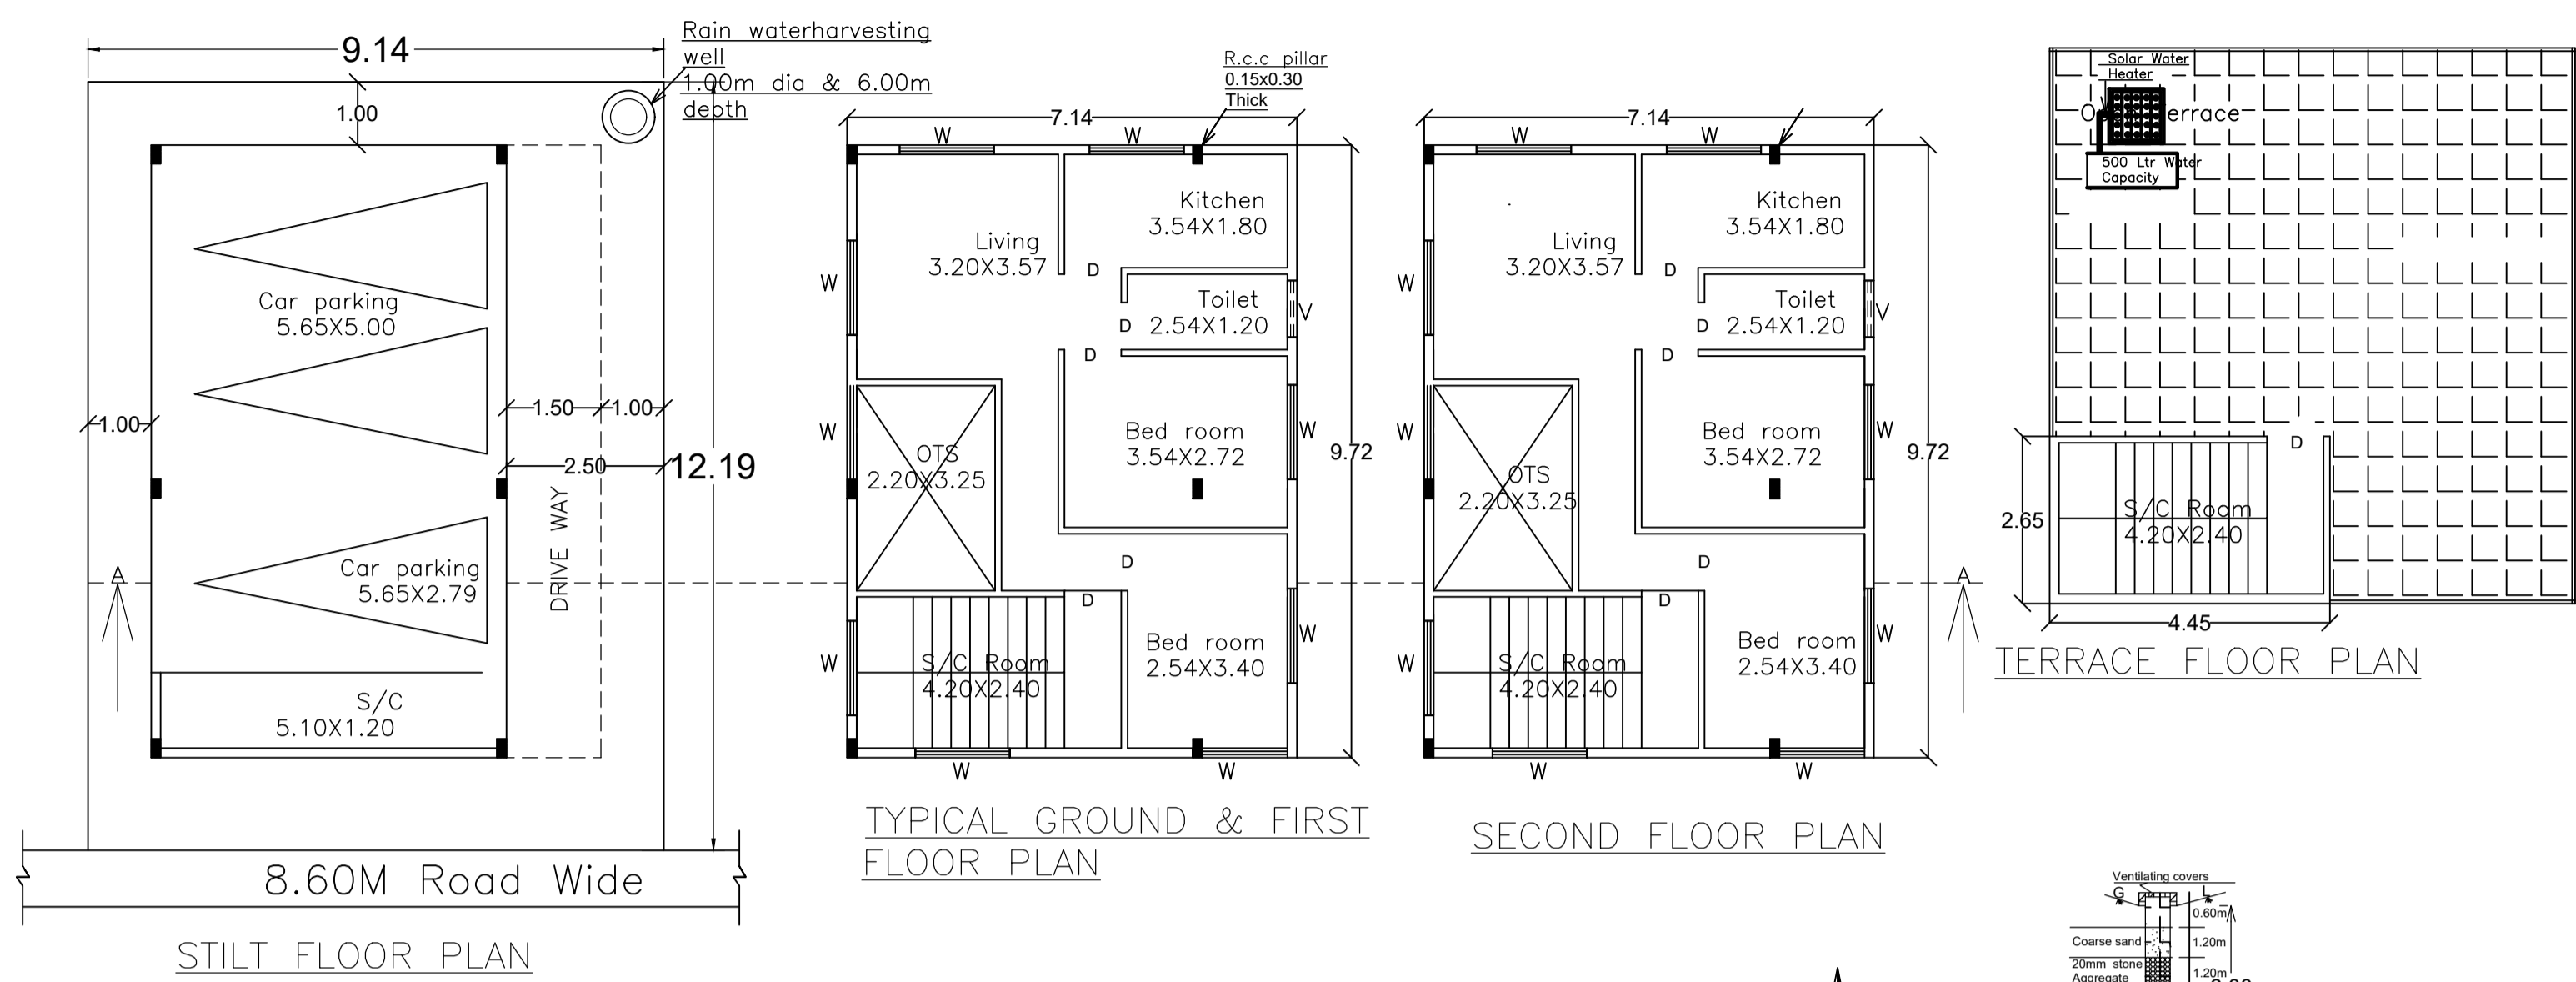 9.14
Rain waterharvesting
well
1.00m dia & 6.00m
depth
1.00
Car parking
5.65X5.00
1.00
1.50
1.00
2.50
12.19
DRIVE WAY
A
Car parking
5.65X2.79
S/C
5.10X1.20
8.60M Road Wide
STILT FLOOR PLAN
R.c.c pillar
0.15x0.30
Thick
7.14
W
W
Kitchen
3.54X1.80
Living
3.20X3.57
D
W
Toilet
2.54X1.20
V
D
D
W
OTS
2.20X3.25
Bed room
3.54X2.72
W
9.72
D
D
W
S/C Room
4.20X2.40
Bed room
2.54X3.40
W
W
W
TYPICAL GROUND & FIRST
FLOOR PLAN
7.14
W
W
Kitchen
3.54X1.80
Living
3.20X3.57
D
W
Toilet
2.54X1.20
V
D
D
W
OTS
2.20X3.25
Bed room
3.54X2.72
W
9.72
D
D
A
W
S/C Room
4.20X2.40
Bed room
2.54X3.40
W
W
W
SECOND FLOOR PLAN
Solar Water
Heater
500 Ltr Water
Capacity
D
2.65
S/C Room
4.20X2.40
4.45
TERRACE FLOOR PLAN
Ventilating covers
G
L
0.60m
Coarse sand
1.20m
20mm stone
Aggregate
1.20m